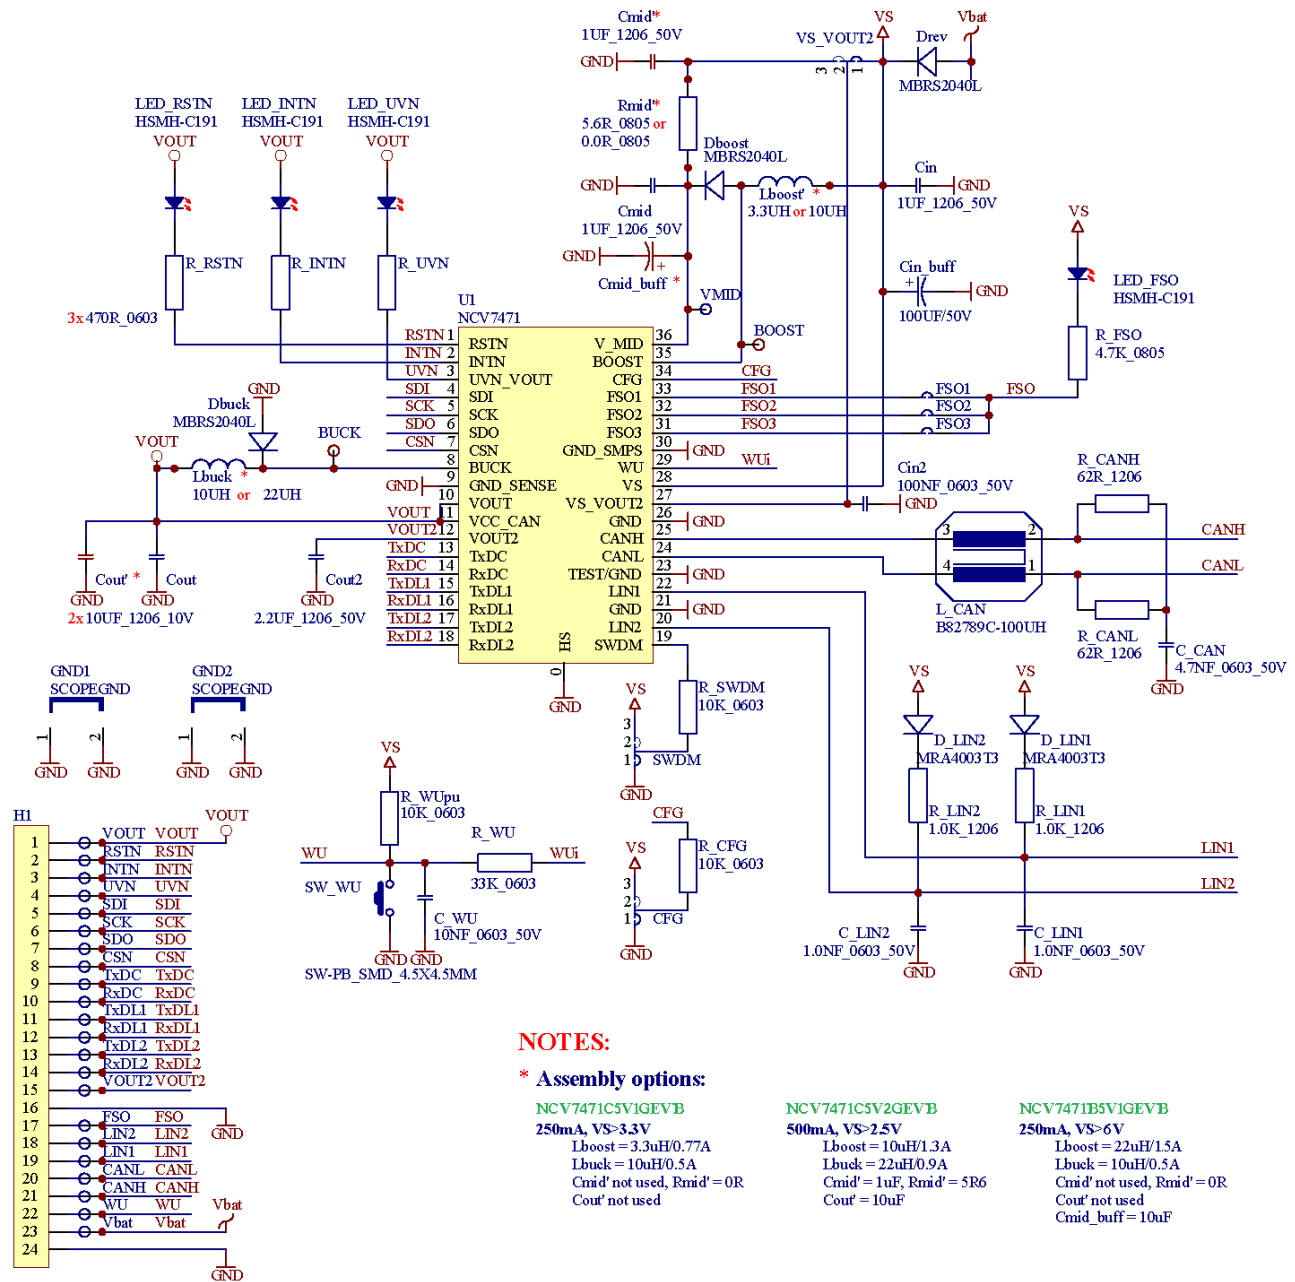 Cmid'*
1UF_1206_50V
GND
VS
Vbat
VS_VOUT2
Drev
3 2 1
MBRS2040L
LED_RSTN
HSMH-C191
VOUT
LED_INTN
HSMH-C191
VOUT
LED_UVN
HSMH-C191
VOUT
Rmid'*
5.6R_0805 or
0.0R_0805
Dboost
MBRS2040L
GND
Cmid
1UF_1206_50V
Lboost' *
3.3UH or 10UH
Cin
GND
1UF_1206_50V
VS
GND
Cmid_buff *
+
R_RSTN
R_INTN
R_UVN
3x 470R_0603
VMID
Cin_buff
+
GND
100UF/50V
LED_FSO
HSMH-C191
R_FSO
4.7K_0805
BOOST
U1
NCV7471
RSTN 1 RSTN
INTN 2 INTN
UVN 3 UVN_VOUT
SDI 4 SDI
SCK 5 SCK
SDO 6 SDO
CSN 7 CSN
8 BUCK
GND 9 GND_SENSE
10 VOUT
VOUT 11 VCC_CAN
VOUT2 12 VOUT2
TxDC 13 TxDC
RxDC 14 RxDC
TxDL1 15 TxDL1
RxDL1 16 RxDL1
TxDL2 17 TxDL2
RxDL2 18 RxDL2
V_MID 36
BOOST 35
CFG 34 CFG
FSO1 33 FSO1 FSO1 FSO
FSO2 32 FSO2 FSO2
FSO3 31 FSO3 FSO3
GND_SMPS 30 GND
WU 29 WUi
VS 28
VS_VOUT2 27
GND 26 GND
CANH 25
CANL 24
TEST/GND 23 GND
LIN1 22
GND 21 GND
LIN2 20
SWDM 19
HS
0
GND
GND
Dbuck
MBRS2040L
BUCK
VOUT
Lbuck *
10UH or 22UH
Cout' *
Cout
GND
GND
2x 10UF_1206_10V
Cout2
GND
2.2UF_1206_50V
Cin2
100NF_0603_50V
GND
R_CANH
62R_1206
3 2
4 1
L_CAN
B82789C-100UH
CANH
CANL
R_CANL
62R_1206
C_CAN
4.7NF_0603_50V
GND
GND1
SCOPEGND
1 2
GND
GND
GND2
SCOPEGND
1 2
GND
GND
VS
3
2
1
GND
R_SWDM
10K_0603
SWDM
VS
R_WUpu
10K_0603
WU
R_WU
33K_0603
WUi
SW_WU
C_WU
10NF_0603_50V
GND
GND
SW-PB_SMD_4.5X4.5MM
CFG
VS
3
2
1
GND
R_CFG
10K_0603
CFG
VS
D_LIN2
MRA4003T3
R_LIN2
1.0K_1206
VS
D_LIN1
MRA4003T3
R_LIN1
1.0K_1206
LIN1
LIN2
C_LIN2
1.0NF_0603_50V
GND
C_LIN1
1.0NF_0603_50V
GND
H1
VOUT
1 VOUT VOUT
2 RSTN RSTN
3 INTN INTN
4 UVN UVN
5 SDI SDI
6 SCK SCK
7 SDO SDO
8 CSN CSN
9 TxDC TxDC
10 RxDC RxDC
11 TxDL1 TxDL1
12 RxDL1 RxDL1
13 TxDL2 TxDL2
14 RxDL2 RxDL2
15 VOUT2 VOUT2
16
GND
17 FSO FSO
18 LIN2 LIN2
19 LIN1 LIN1
20 CANL CANL
21 CANH CANH
22 WU WU
23 Vbat Vbat
Vbat
24
GND
NOTES:
* Assembly options:
NCV7471C5V1GEVB
250mA, VS>3.3V
Lboost = 3.3uH/0.77A
Lbuck = 10uH/0.5A
Cmid' not used, Rmid' = 0R
Cout' not used
NCV7471C5V2GEVB
500mA, VS>2.5V
Lboost = 10uH/1.3A
Lbuck = 22uH/0.9A
Cmid' = 1uF, Rmid' = 5R6
Cout' = 10uF
NCV7471B5V1GEVB
250mA, VS>6V
Lboost = 22uH/1.5A
Lbuck = 10uH/0.5A
Cmid' not used, Rmid' = 0R
Cout' not used
Cmid_buff = 10uF